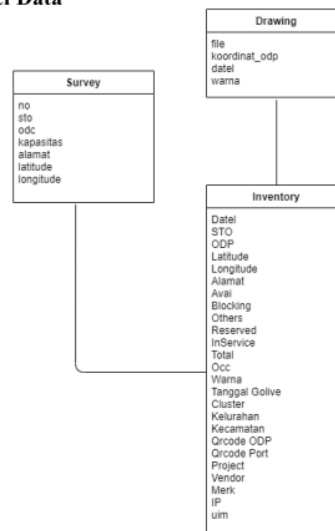 Data
Drawing
file
koordinat_odp
datel
warna
Survey
no
sto
odc
kapasitas
alamat
latitude
longitude
Inventory
Datel
STO
ODP
Latitude
Longitude
Alamat
Avai
Blocking
Others
Reserved
InService
Total
Occ
Warna
Tanggal Golive
Cluster
Kelurahan
Kecamatan
Qrcode ODP
Qrcode Port
Project
Vendor
Merk
IP
uim